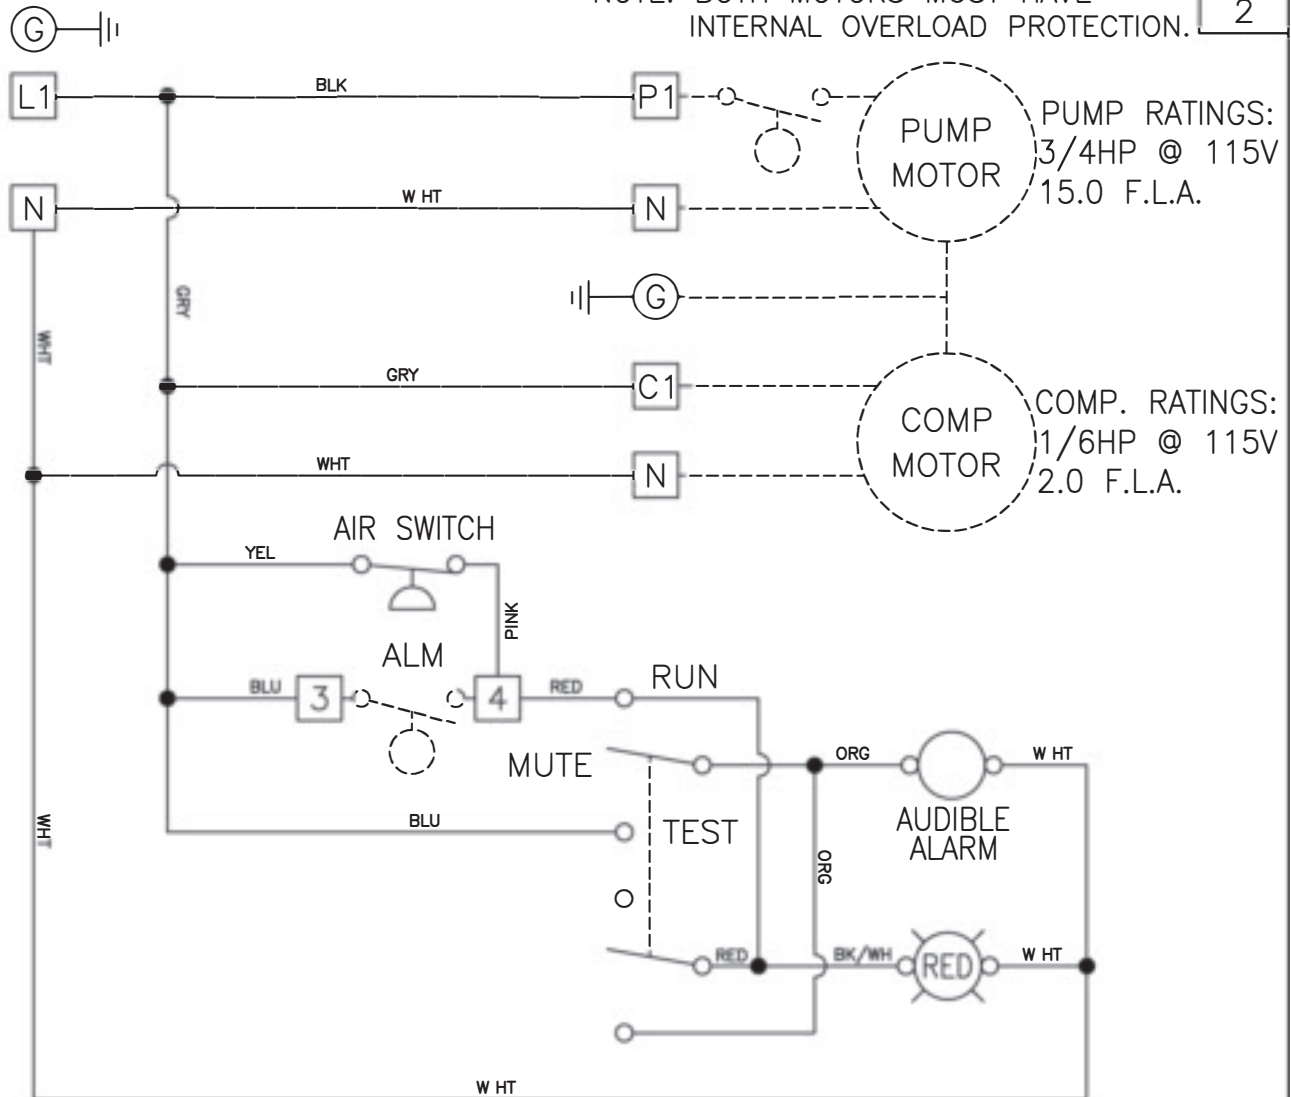 INTERNAL OVERLOAD PROTECTION.
2
G
L1
BLK
P1
PUMP
MOTOR
PUMP RATINGS:
3/4HP @ 115V
15.0 F.L.A.
N
W HT
N
GRY
WHT
G
GRY
C1
COMP
MOTOR
COMP. RATINGS:
1/6HP @ 115V
2.0 F.L.A.
WHT
N
AIR SWITCH
YEL
PINK
ALM
BLU
3
4
RED
RUN
MUTE
ORG
W HT
AUDIBLE
ALARM
WHT
BLU
TEST
ORG
RED
BK/WH
RED
W HT
W HT